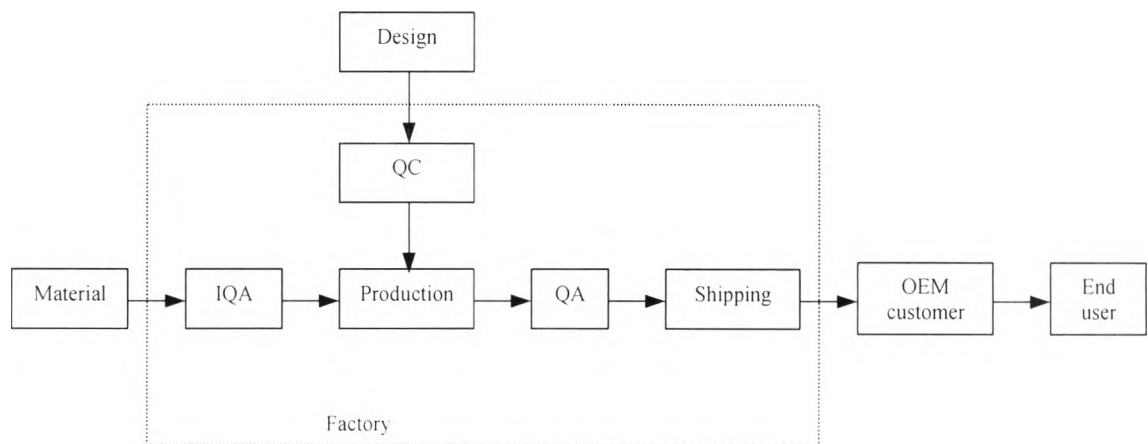 Design
QC
Material
IQA
Production
QA
Shipping
OEM
customer
End
user
Factory